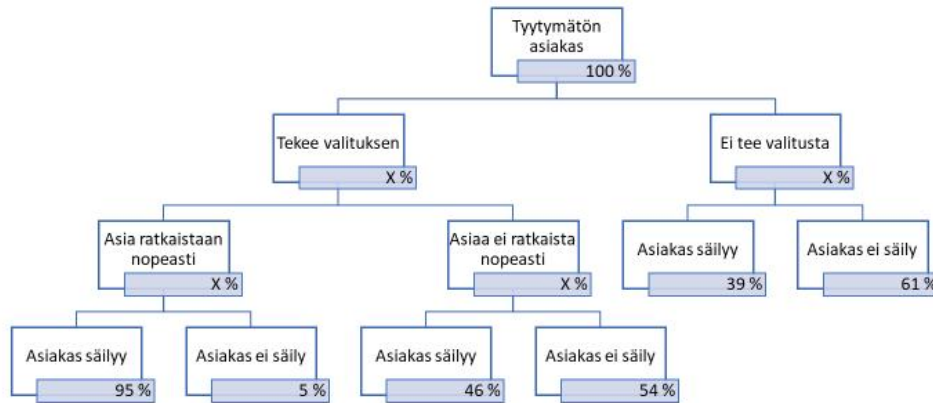 Tyytymätön
asiakas
100 %
Tekee valituksen
X %
Ei tee valitusta
X %
Asia ratkaistaan
nopeasti
X %
Asiaa ei ratkaista
nopeasti
X %
Asiakas säilyy
39 %
Asiakas ei säily
61 %
Asiakas säilyy
95 %
Asiakas ei säily
5 %
Asiakas säilyy
46 %
Asiakas ei säily
54 %